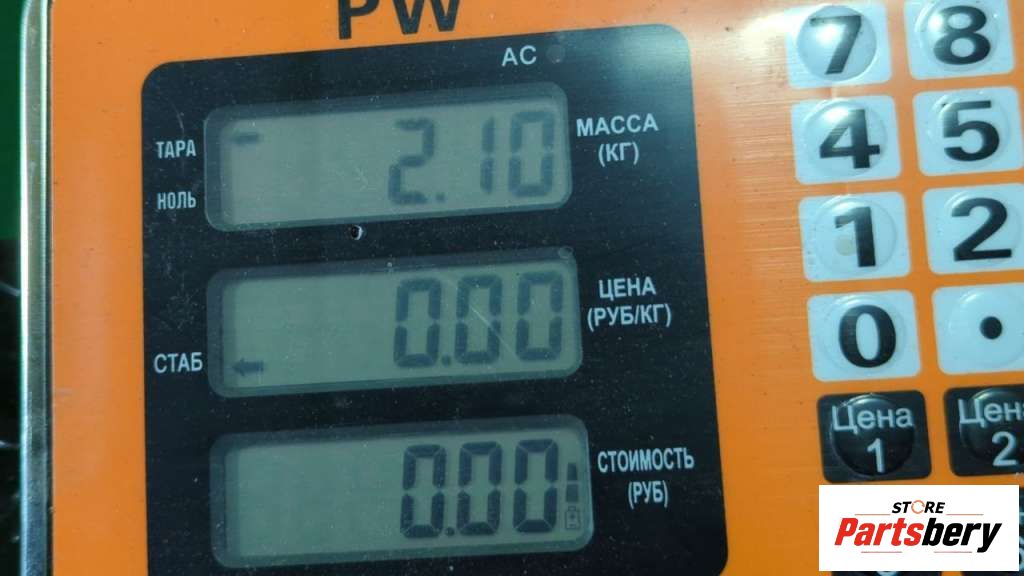 PW
AC
ТАРА
НОЛЬ
2.10
МАССА
(КГ)
СТАБ
0.00
ЦЕНА
(РУБ/КГ)
0.00
СТОИМОСТЬ
(РУБ)
7 8
4 5
1 2
0 .
Цена
1
Цен
2
STORE
Partsbery